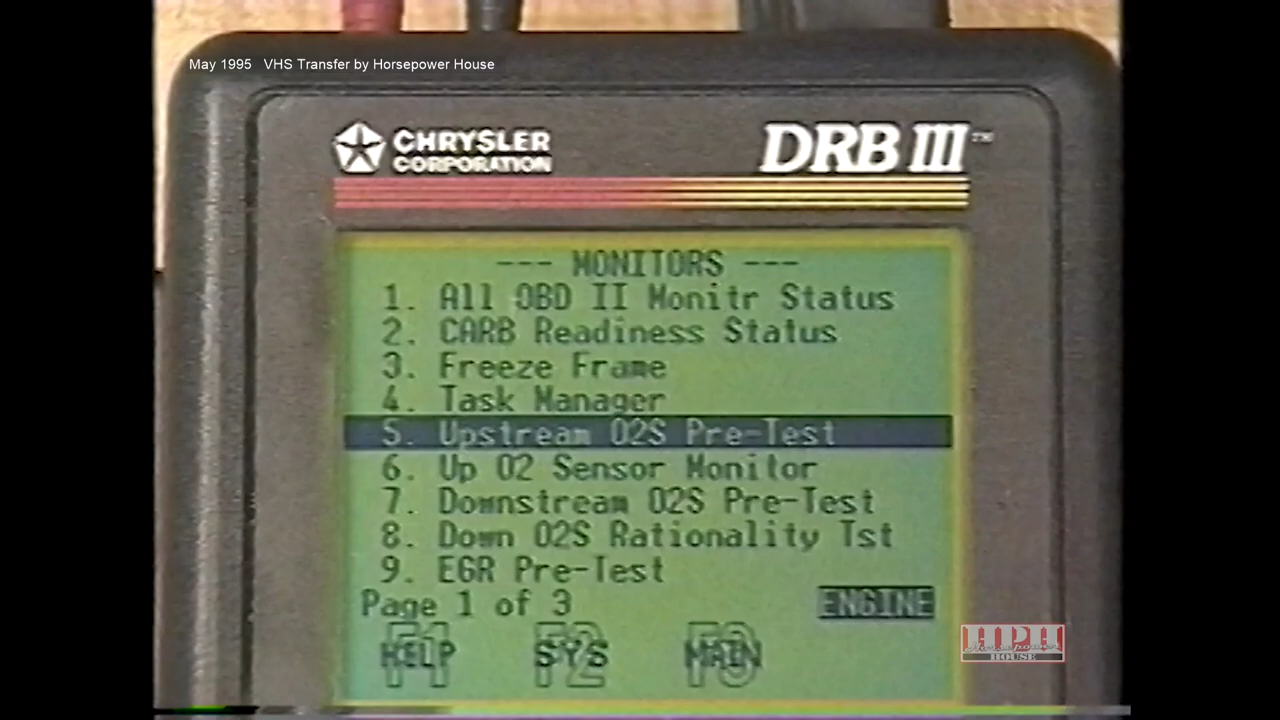 May 1995 VHS Transfer by Horsepower House
CHRYSLER
CORPORATION
DRB III™
--- MONITORS ---
1. All OBD II Monitr Status
2. CARB Readiness Status
3. Freeze Frame
4. Task Manager
5. Upstream O2S Pre-Test
6. Up O2 Sensor Monitor
7. Downstream O2S Pre-Test
8. Down O2S Rationality Tst
9. EGR Pre-Test
Page 1 of 3 ENGINE
F1 F2 F3
HELP SYS MAIN
HPH
Horsepower
HOUSE